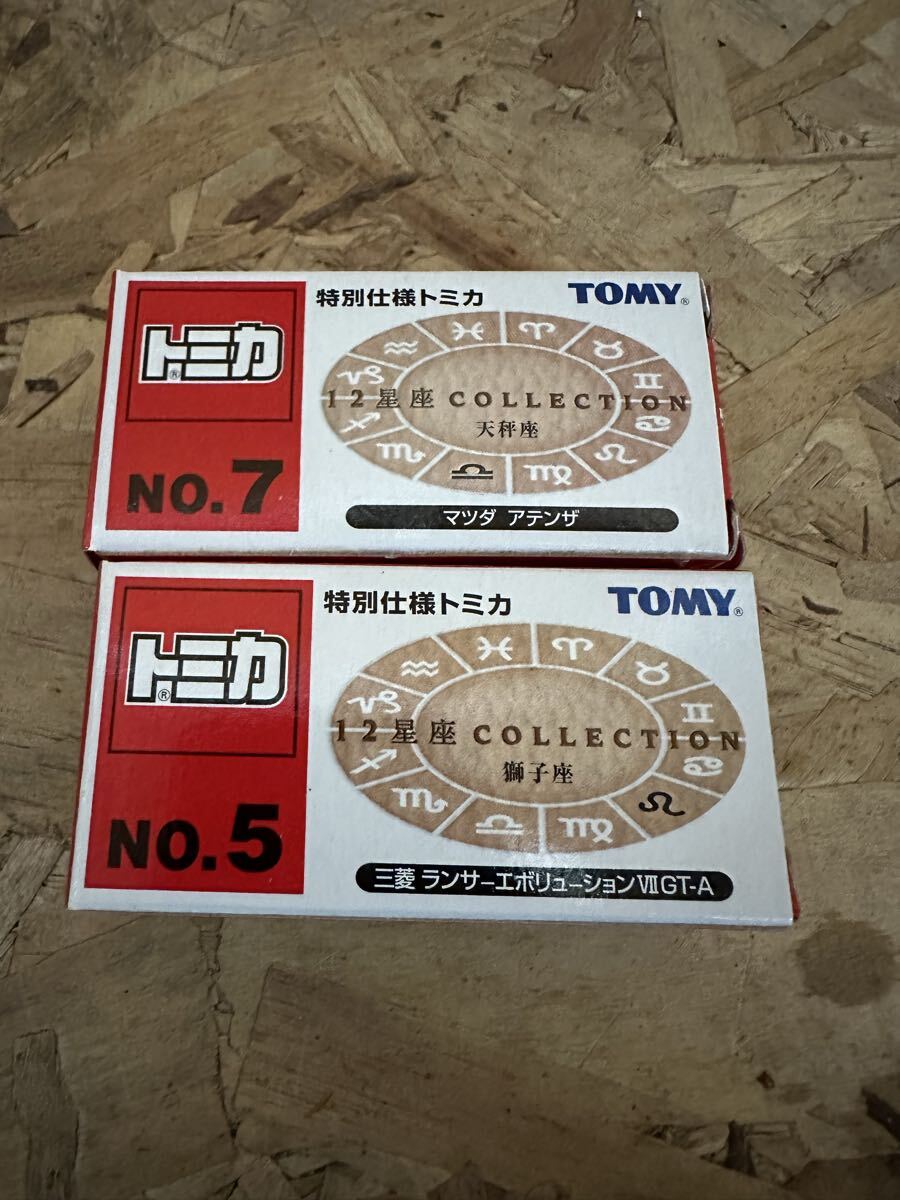 特別仕様トミカ
TOMY®
トミカ®
12星座 COLLECTION
天秤座
NO.7
マツダ アテンザ
特別仕様トミカ
TOMY®
トミカ®
12星座 COLLECTION
獅子座
NO.5
三菱 ランサーエボリューションⅦGT-A